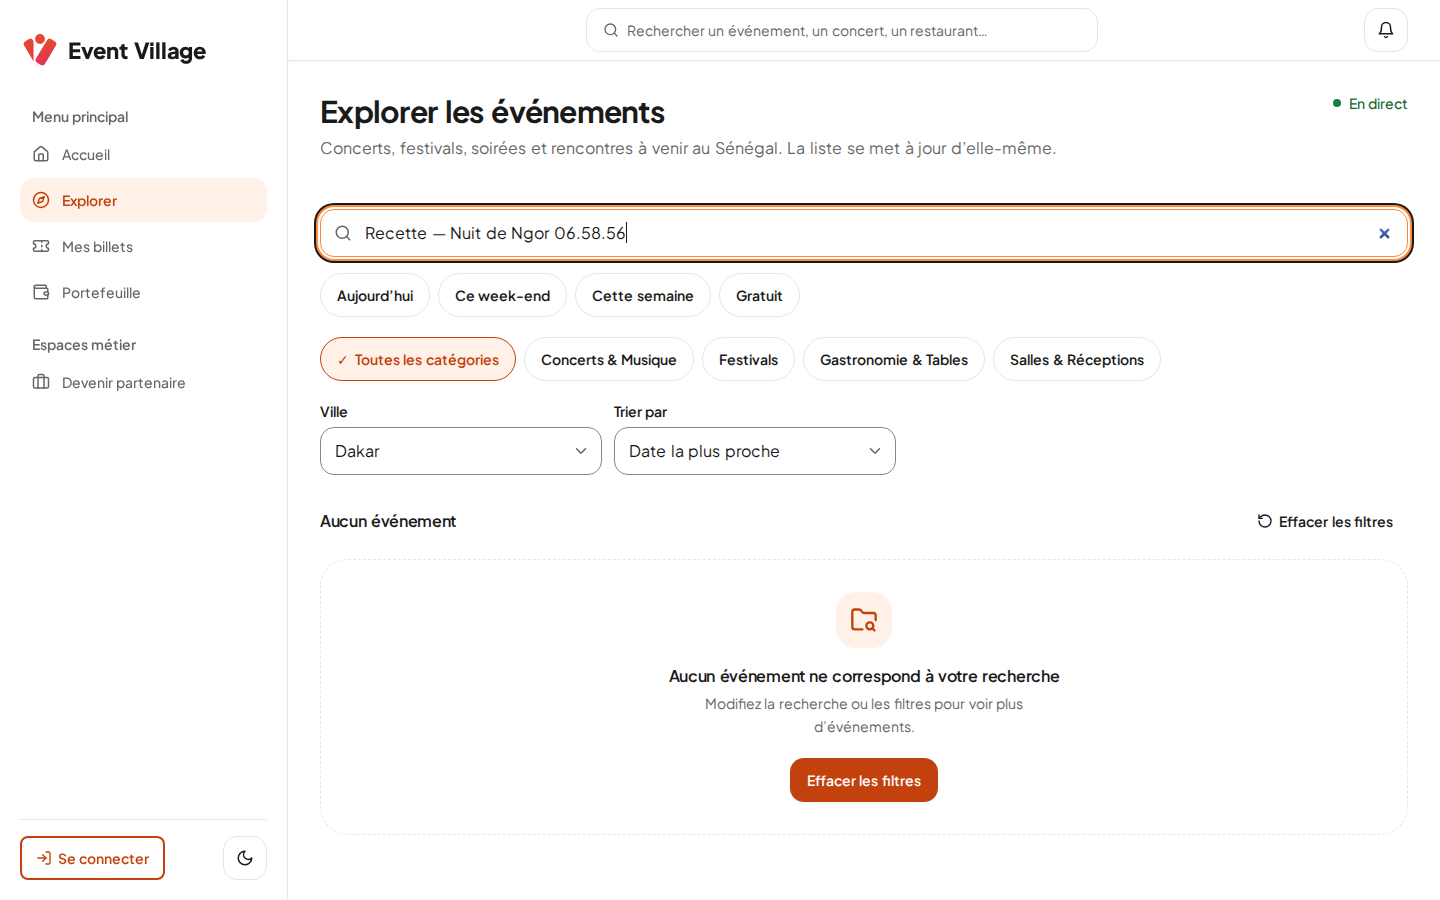 Event Village
Rechercher un événement, un concert, un restaurant…
Menu principal
Accueil
Explorer
Mes billets
Portefeuille
Espaces métier
Devenir partenaire
Se connecter
Explorer les événements
En direct
Concerts, festivals, soirées et rencontres à venir au Sénégal. La liste se met à jour d’elle-même.
Recette — Nuit de Ngor 06.58.56
Aujourd’hui
Ce week-end
Cette semaine
Gratuit
✓ Toutes les catégories
Concerts & Musique
Festivals
Gastronomie & Tables
Salles & Réceptions
Ville
Trier par
Dakar
Date la plus proche
Aucun événement
Effacer les filtres
Aucun événement ne correspond à votre recherche
Modifiez la recherche ou les filtres pour voir plus
d’événements.
Effacer les filtres